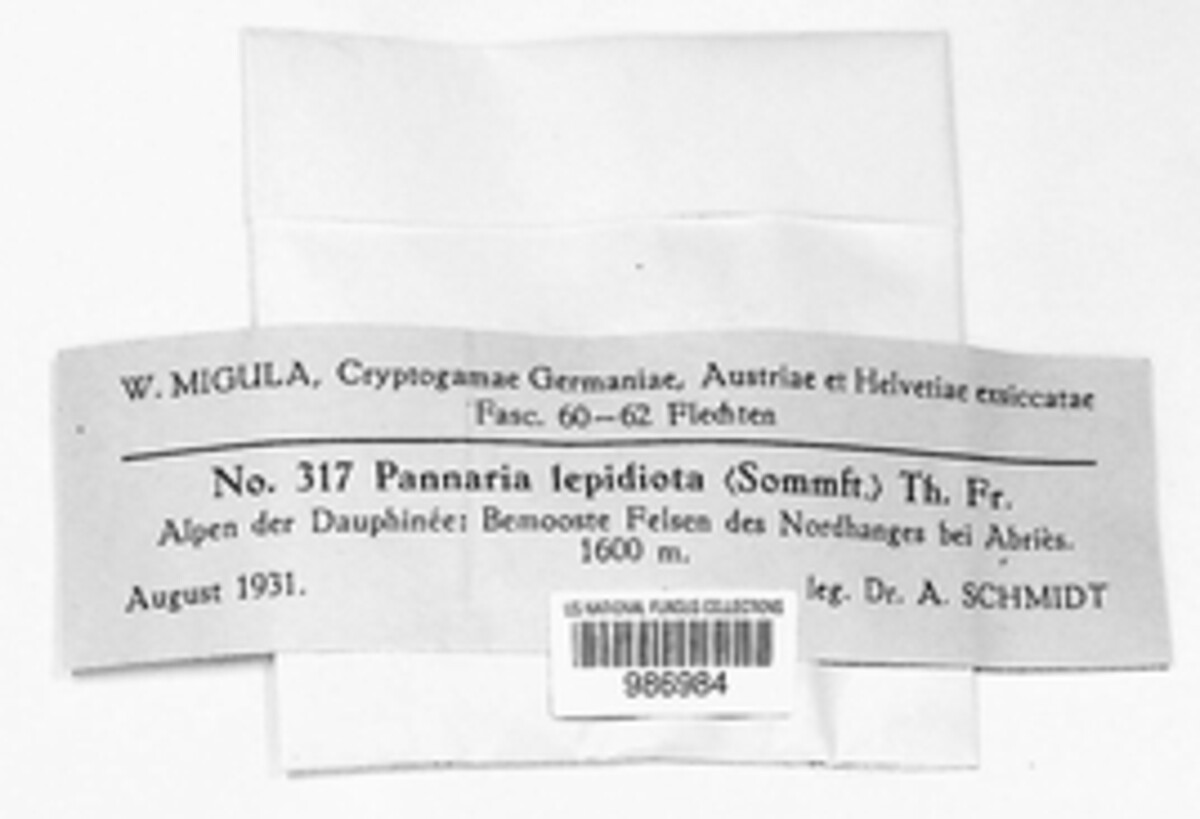 W. MIGULA, Cryptogamae Germaniae, Austriae et Helvetiae exsiccatae
Fasc. 60—62 Flechten
No. 317 Pannaria lepidiota (Sommft.) Th. Fr.
Alpen der Dauphinée: Bemooste Felsen des Nordhanges bei Abriès.
1600 m.
August 1931.
leg. Dr. A. SCHMIDT
US NATIONAL FUNGUS COLLECTIONS
986984